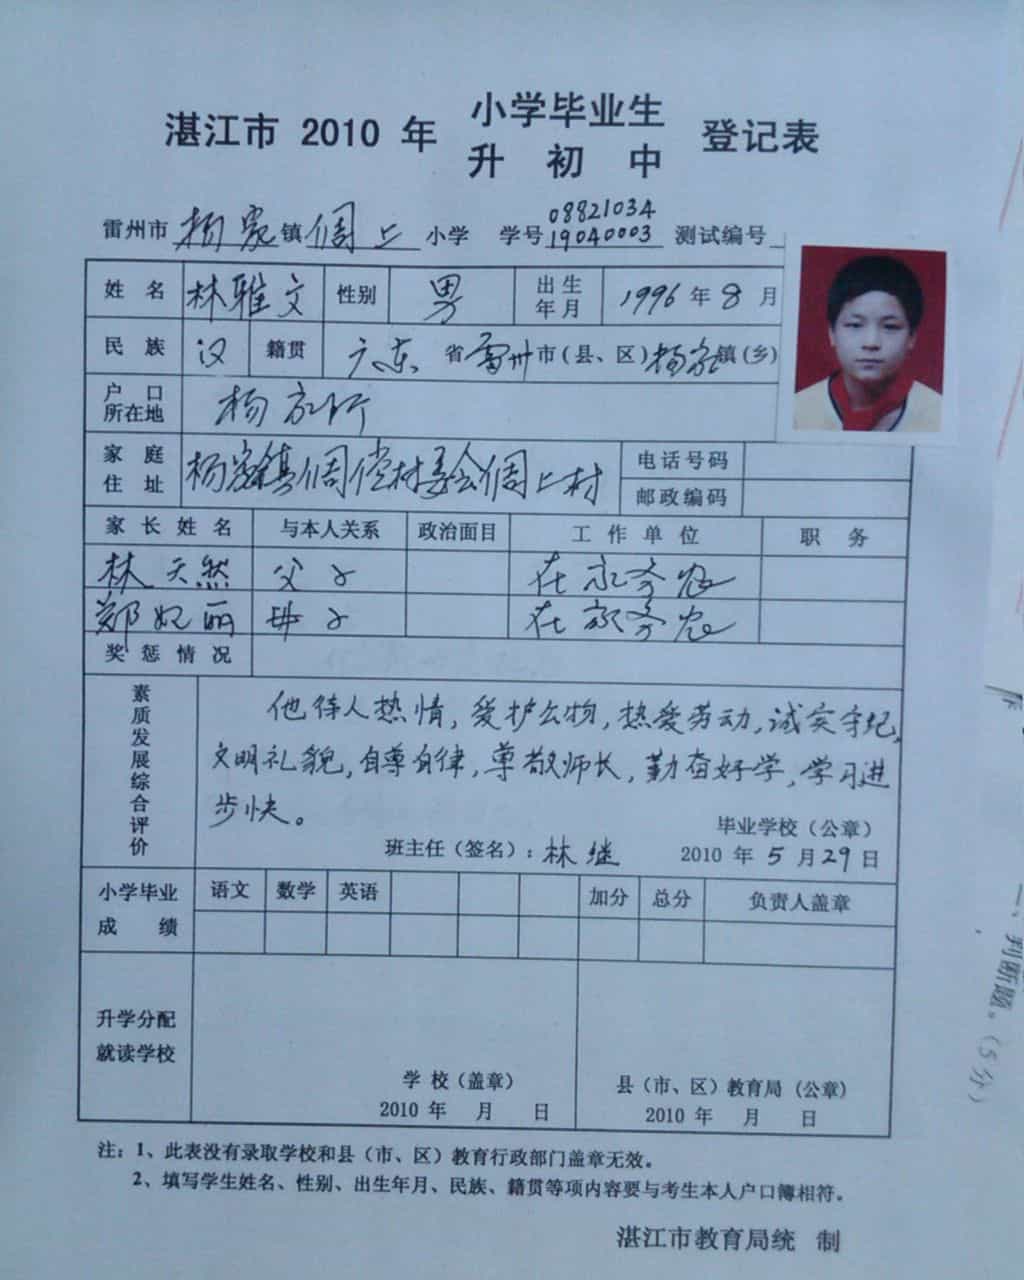 湛江市 2010 年 小学毕业生 登记表
升 初 中
雷州市 杨家 镇 倜上 小学 学号 0882103419040003 测试编号
姓 名 林雅文 性别 男 出生年月 1996 年 8 月
民 族 汉 籍贯 广东 省 雷州 市(县、区) 杨家 镇(乡)
户 口 所在地 杨家
家 庭 住 址 杨家镇 村委会倜上村 电话号码
邮政编码
家 长 姓 名 与本人关系 政治面目 工 作 单 位 职 务
林天然 父子 在家务农
郑妃丽 母子 在家务农
奖 惩 情 况
素质发展综合评价
他待人热情,爱护公物,热爱劳动,诚实守纪,
文明礼貌,自尊自律,尊敬师长,勤奋好学,学习进
步快。
毕业学校(公章)
班主任(签名): 林继 2010 年 5 月 29 日
小学毕业 成 绩 语文 数学 英语 加分 总分 负责人盖章
升学分配
就读学校
学 校 (盖章) 县(市、区)教育局 (公章)
2010 年 月 日 2010 年 月 日
注: 1、此表没有录取学校和县(市、区)教育行政部门盖章无效。
2、填写学生姓名、性别、出生年月、民族、籍贯等项内容要与考生本人户口簿相符。
湛江市教育局统 制
一、判断题。(5分)